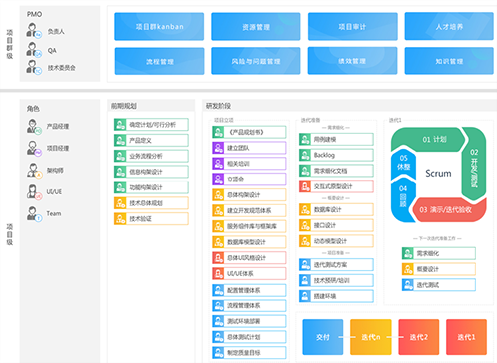 项目群级
PMO
负责人
QA
技术委员会
项目群kanban
资源管理
项目审计
人才培养
流程管理
风险与问题管理
绩效管理
知识管理
项目级
角色
产品经理
项目经理
架构师
UI/UE
Team
前期规划
确定计划/可行分析
产品定义
业务流程分析
信息构架设计
功能构架设计
技术总体规划
技术验证
研发阶段
项目立项
《产品规划书》
建立团队
相关培训
立项会
总体构架设计
建立开发规范体系
服务组件库与框架库
数据库模型设计
总体UI风格设计
UI/UE体系
配置管理体系
流程管理体系
测试环境部署
总体测试计划
制定质量目标
迭代准备
需求细化
用例建模
Backlog
需求细化文档
交互式原型设计
概要设计
数据库设计
接口设计
动态模型设计
迭代测试方案
技术预研/培训
搭建环境
迭代1
01 计划
02 开发/测试
03 演示/迭代验收
04 回顾
05 休整
Scrum
下一次迭代准备工作
需求细化
概要设计
迭代测试
交付
迭代n
迭代2
迭代1